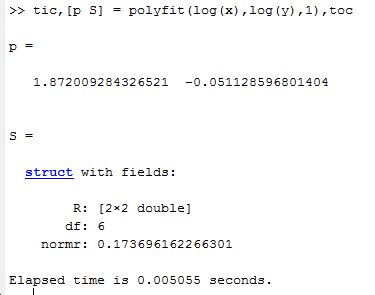 >> tic,[p S] = polyfit(log(x),log(y),1),toc
p =
1.872009284326521 -0.051128596801404
S =
struct with fields:
R: [2×2 double]
df: 6
normr: 0.173696162266301
Elapsed time is 0.005055 seconds.